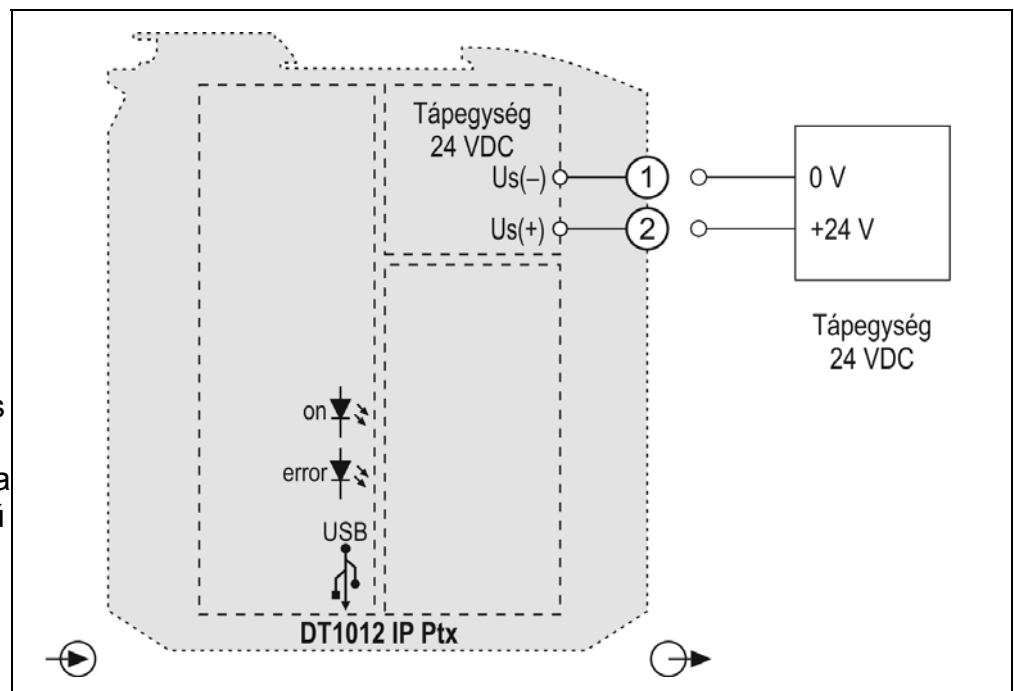 Tápegység
24 VDC
Us(–)
1
0 V
Us(+)
2
+24 V
Tápegység
24 VDC
on
error
USB
DT1012 IP Ptx